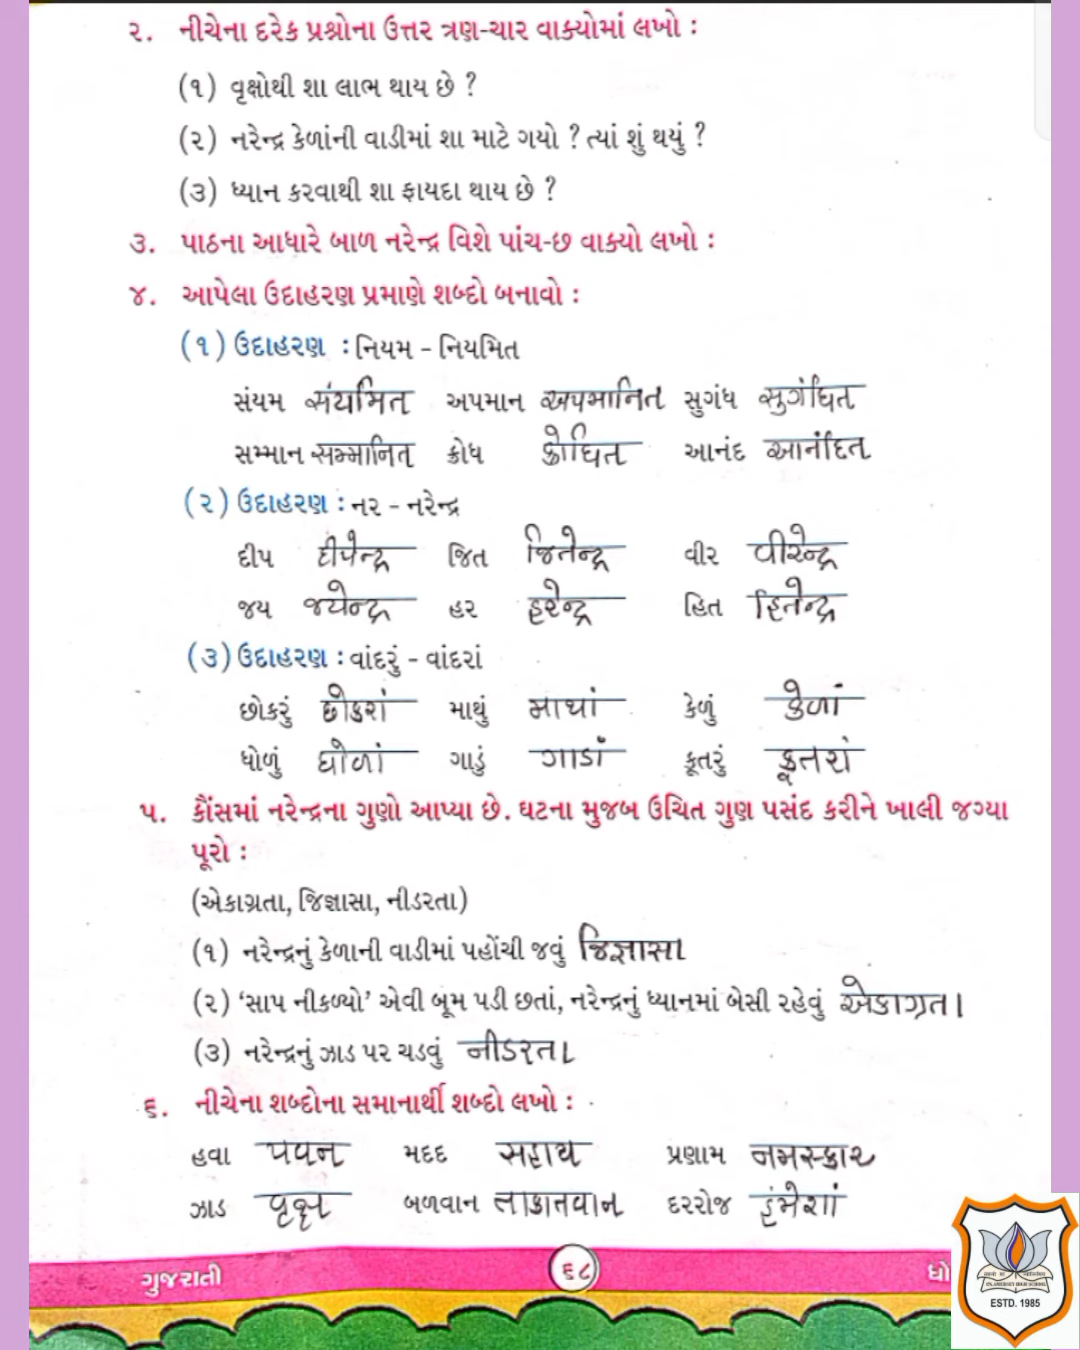 ૨. નીચેના દરેક પ્રશ્નોના ઉત્તર ત્રણ-ચાર વાક્યોમાં લખો :
(૧) વૃક્ષોથી શા લાભ થાય છે ?
(૨) નરેન્દ્ર કેળાંની વાડીમાં શા માટે ગયો ? ત્યાં શું થયું ?
(૩) ધ્યાન કરવાથી શા ફાયદા થાય છે ?
૩. પાઠના આધારે બાળ નરેન્દ્ર વિશે પાંચ-છ વાક્યો લખો :
૪. આપેલા ઉદાહરણ પ્રમાણે શબ્દો બનાવો :
(૧) ઉદાહરણ : નિયમ - નિયમિત
સંયમ સંયમિત અપમાન અપમાનિત સુગંધ સુગંધિત
સમ્માન સમ્માનિત ક્રોધ ક્રોધિત આનંદ આનંદિત
(૨) ઉદાહરણ : નર - નરેન્દ્ર
દીપ દીપેન્દ્ર જિત જિતેન્દ્ર વીર વીરેન્દ્ર
જય જયેન્દ્ર હર હરેન્દ્ર હિત હિતેન્દ્ર
(૩) ઉદાહરણ : વાંદરું - વાંદરાં
છોકરું છોકરાં માથું માથાં કેળું કેળાં
ધોળું ધોળાં ગાડું ગાડાં કૂતરું કૂતરાં
૫. કૌંસમાં નરેન્દ્રના ગુણો આપ્યા છે. ઘટના મુજબ ઉચિત ગુણ પસંદ કરીને ખાલી જગ્યા
પૂરો :
(એકાગ્રતા, જિજ્ઞાસા, નીડરતા)
(૧) નરેન્દ્રનું કેળાની વાડીમાં પહોંચી જવું જિજ્ઞાસા
(૨) ‘સાપ નીકળ્યો’ એવી બૂમ પડી છતાં, નરેન્દ્રનું ધ્યાનમાં બેસી રહેવું એકાગ્રતા
(૩) નરેન્દ્રનું ઝાડ પર ચડવું નીડરતા
૬. નીચેના શબ્દોના સમાનાર્થી શબ્દો લખો :
હવા પવન મદદ સહાય પ્રણામ નમસ્કાર
ઝાડ વૃક્ષ બળવાન તાકાતવાન દરરોજ હંમેશાં
ગુજરાતી ૬૮ ધો
ESTD. 1985